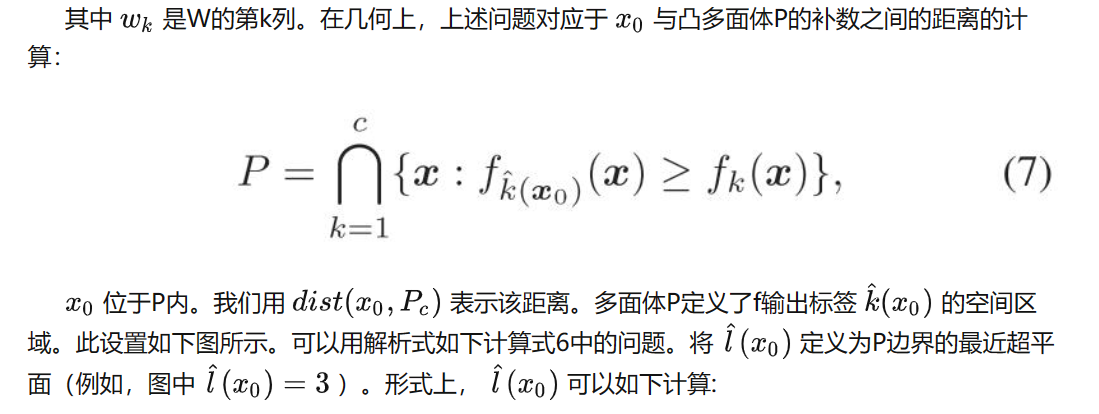 其中 $w_k$ 是W的第k列。在几何上，上述问题对应于 $x_0$ 与凸多面体P的补数之间的距离的计
算：
$$P = \bigcap_{k=1}^{c} \{\boldsymbol{x} : f_{\hat{k}(\boldsymbol{x}_0)}(\boldsymbol{x}) \geq f_k(\boldsymbol{x})\}, \quad (7)$$
$x_0$ 位于P内。我们用 $dist(x_0, P_c)$ 表示该距离。多面体P定义了f输出标签 $\hat{k}(x_0)$ 的空间区
域。此设置如下图所示。可以用解析式如下计算式6中的问题。将 $\hat{l}(x_0)$ 定义为P边界的最近超平
面（例如，图中 $\hat{l}(x_0) = 3$ ）。形式上， $\hat{l}(x_0)$ 可以如下计算: